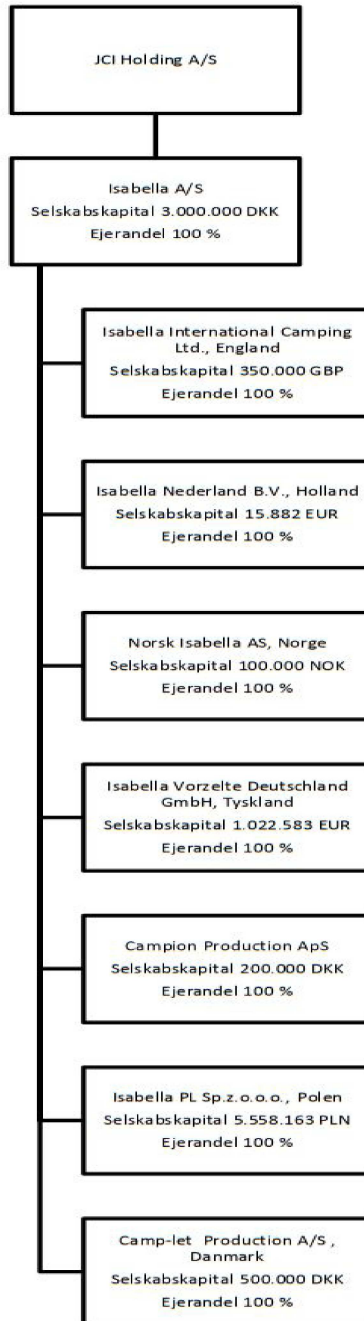 JCI Holding A/S
Isabella A/S
Selskabskapital 3.000.000 DKK
Ejerandel 100 %
Isabella International Camping
Ltd., England
Selskabskapital 350.000 GBP
Ejerandel 100 %
Isabella Nederland B.V., Holland
Selskabskapital 15.882 EUR
Ejerandel 100 %
Norsk Isabella AS, Norge
Selskabskapital 100.000 NOK
Ejerandel 100 %
Isabella Vorzelte Deutschland
GmbH, Tyskland
Selskabskapital 1.022.583 EUR
Ejerandel 100 %
Campion Production ApS
Selskabskapital 200.000 DKK
Ejerandel 100 %
Isabella PL Sp.z.o.o.o., Polen
Selskabskapital 5.558.163 PLN
Ejerandel 100 %
Camp-let Production A/S ,
Danmark
Selskabskapital 500.000 DKK
Ejerandel 100 %